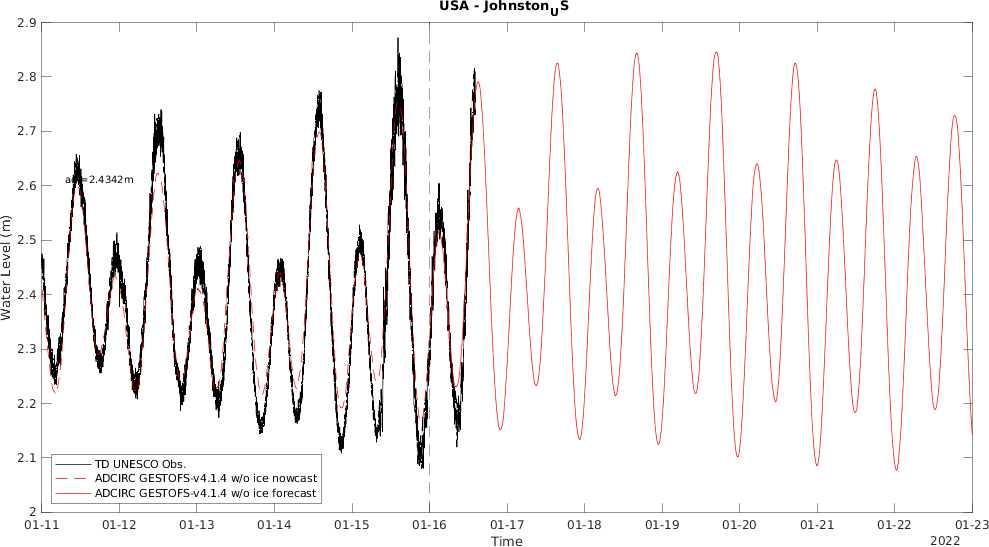 USA - Johnston_US
Water Level (m)
2.9
2.8
2.7
2.6
2.5
2.4
2.3
2.2
2.1
2
=2.4342m
TD UNESCO Obs.
ADCIRC GESTOFS-v4.1.4 w/o ice nowcast
ADCIRC GESTOFS-v4.1.4 w/o ice forecast
01-11 01-12 01-13 01-14 01-15 01-16 01-17 01-18 01-19 01-20 01-21 01-22 01-23
Time
2022